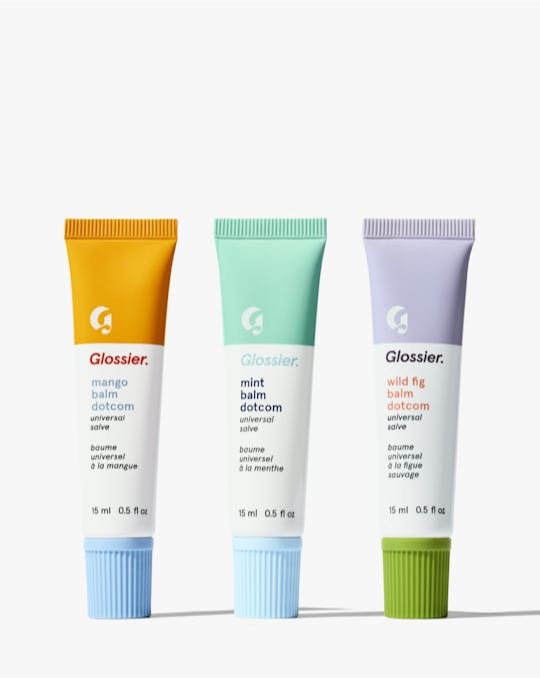 Glossier.
mango
balm
dotcom
universal
salve
baume
universel
à la mangue
15 ml 0.5 fl oz
Glossier.
mint
balm
dotcom
universal
salve
baume
universel
à la menthe
15 ml 0.5 fl oz
Glossier.
wild fig
balm
dotcom
universal
salve
baume
universel
à la figue
sauvage
15 ml 0.5 fl oz